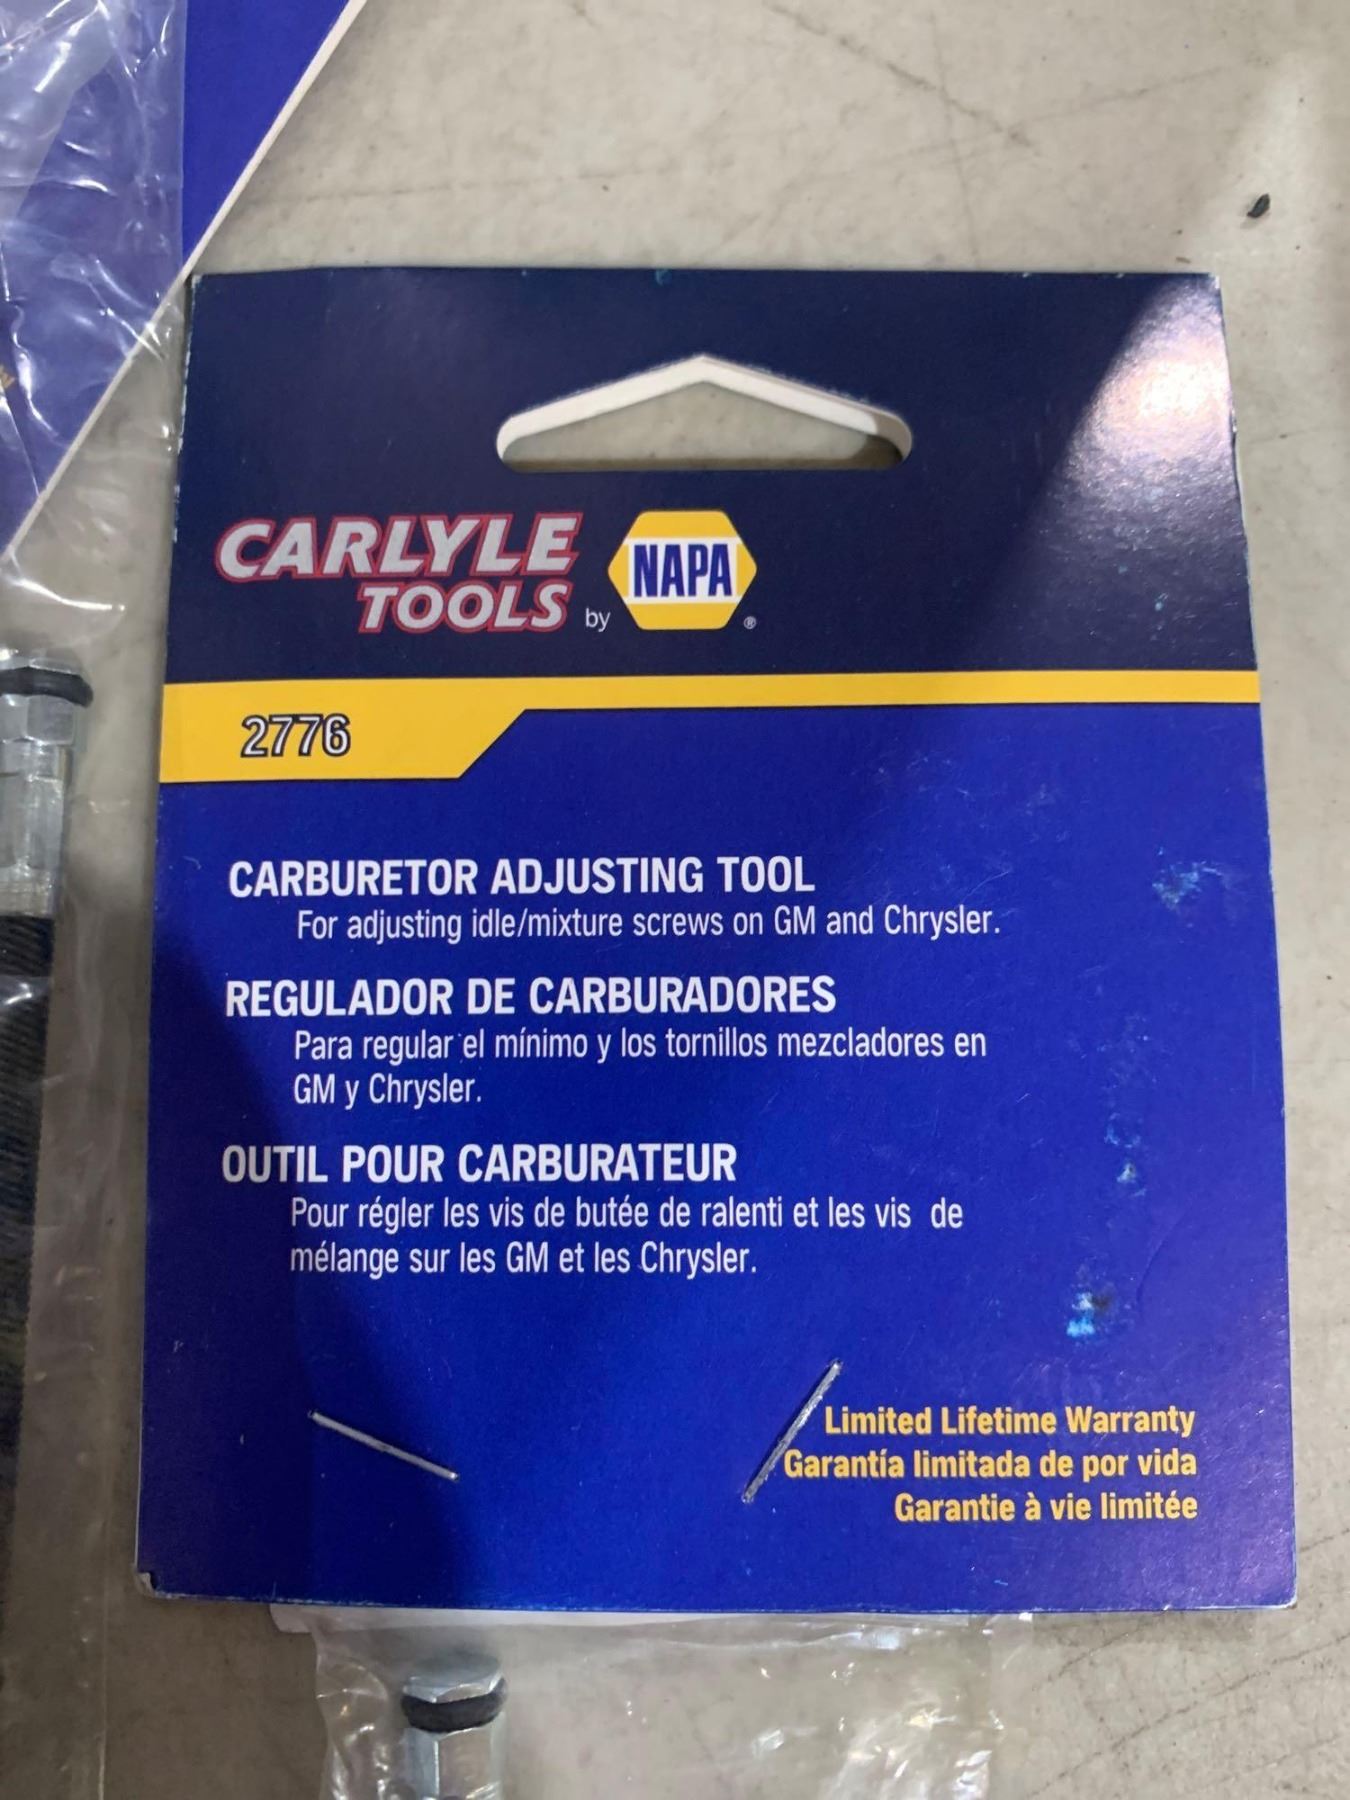 CARLYLE
TOOLS by NAPA ®
2776
CARBURETOR ADJUSTING TOOL
For adjusting idle/mixture screws on GM and Chrysler.
REGULADOR DE CARBURADORES
Para regular el mínimo y los tornillos mezcladores en
GM y Chrysler.
OUTIL POUR CARBURATEUR
Pour régler les vis de butée de ralenti et les vis de
mélange sur les GM et les Chrysler.
Limited Lifetime Warranty
Garantía limitada de por vida
Garantie à vie limitée